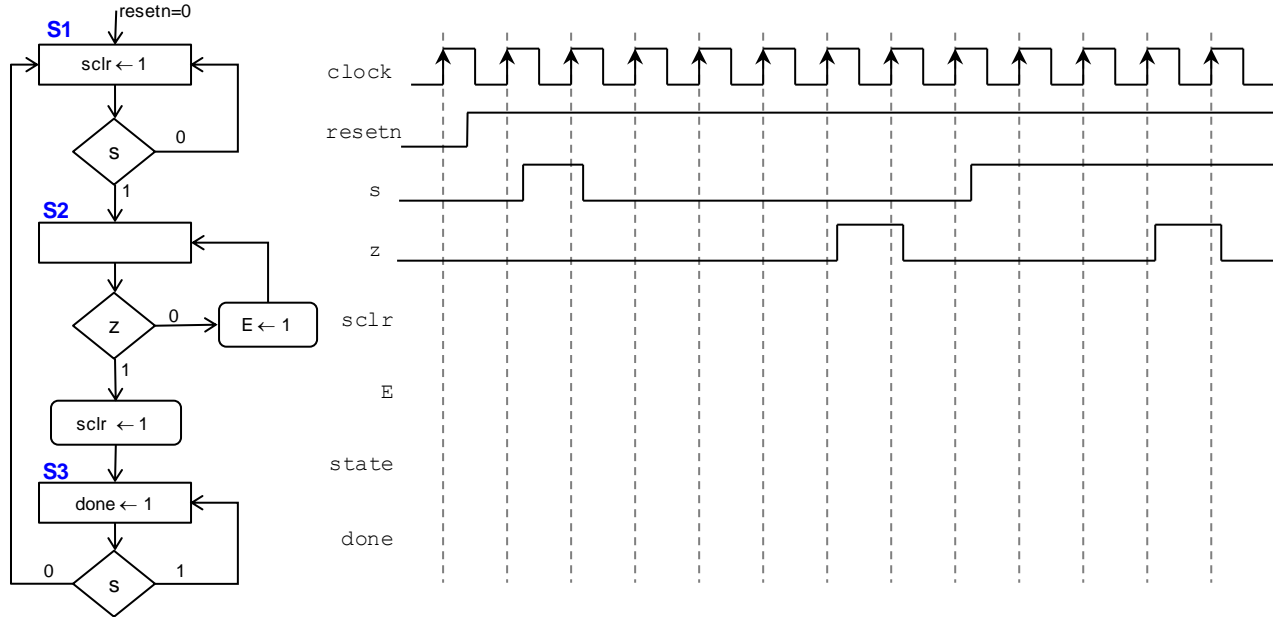 resetn=0
S1
sclr ← 1
s
0
1
S2
z
0
E ← 1
1
sclr ← 1
S3
done ← 1
s
0
1
clock
resetn
s
z
sclr
E
state
done